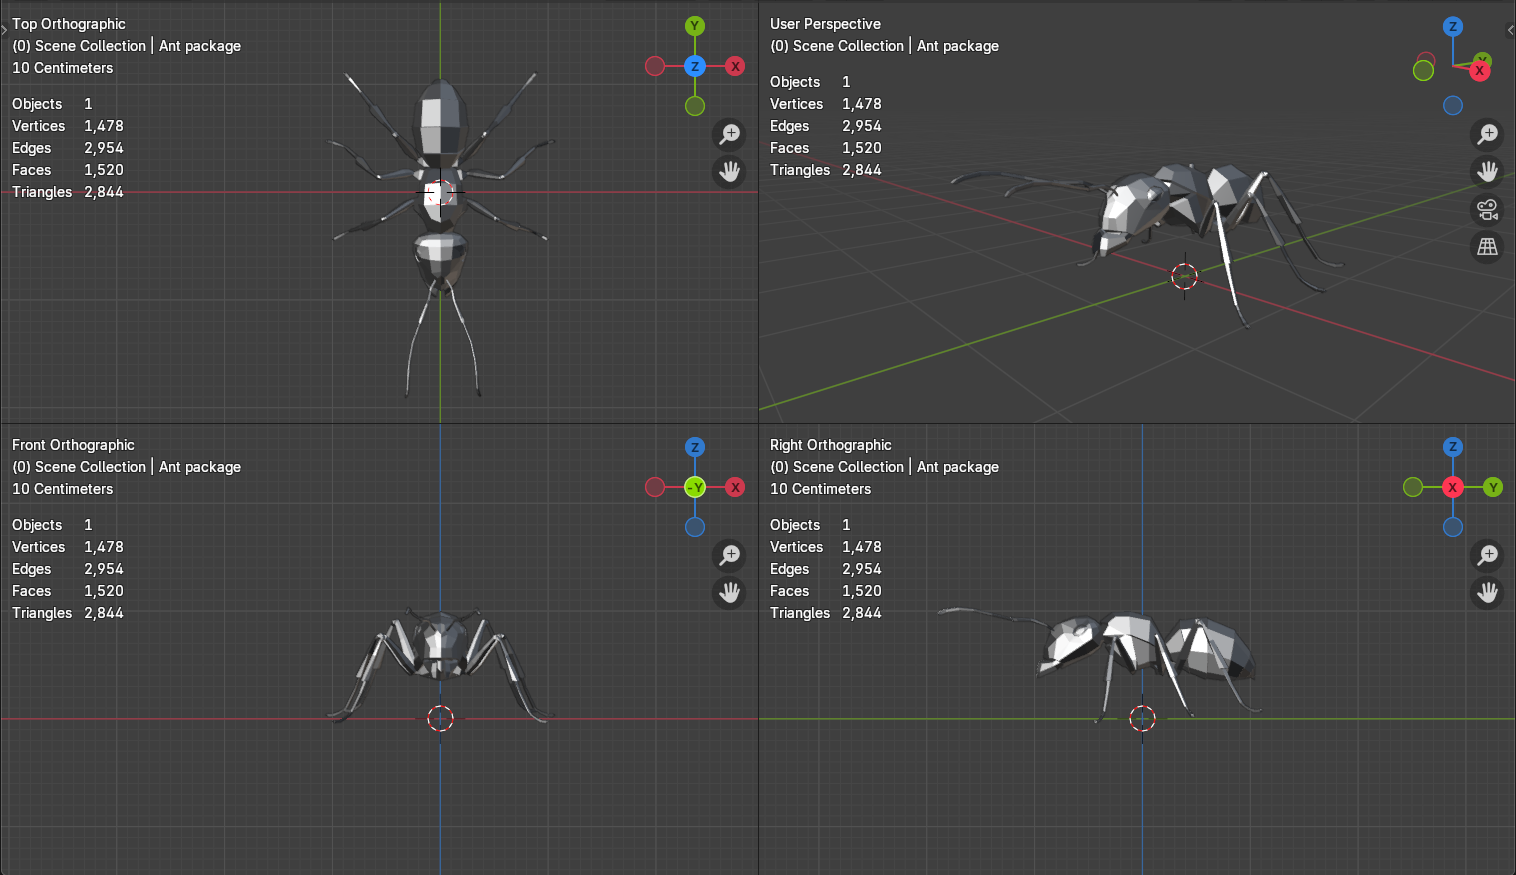 Top Orthographic
(0) Scene Collection | Ant package
10 Centimeters
Objects 1
Vertices 1,478
Edges 2,954
Faces 1,520
Triangles 2,844
Y
Z
X
User Perspective
(0) Scene Collection | Ant package
Objects 1
Vertices 1,478
Edges 2,954
Faces 1,520
Triangles 2,844
Z
Y
X
Front Orthographic
(0) Scene Collection | Ant package
10 Centimeters
Objects 1
Vertices 1,478
Edges 2,954
Faces 1,520
Triangles 2,844
Z
-Y
X
Right Orthographic
(0) Scene Collection | Ant package
10 Centimeters
Objects 1
Vertices 1,478
Edges 2,954
Faces 1,520
Triangles 2,844
Z
X
Y